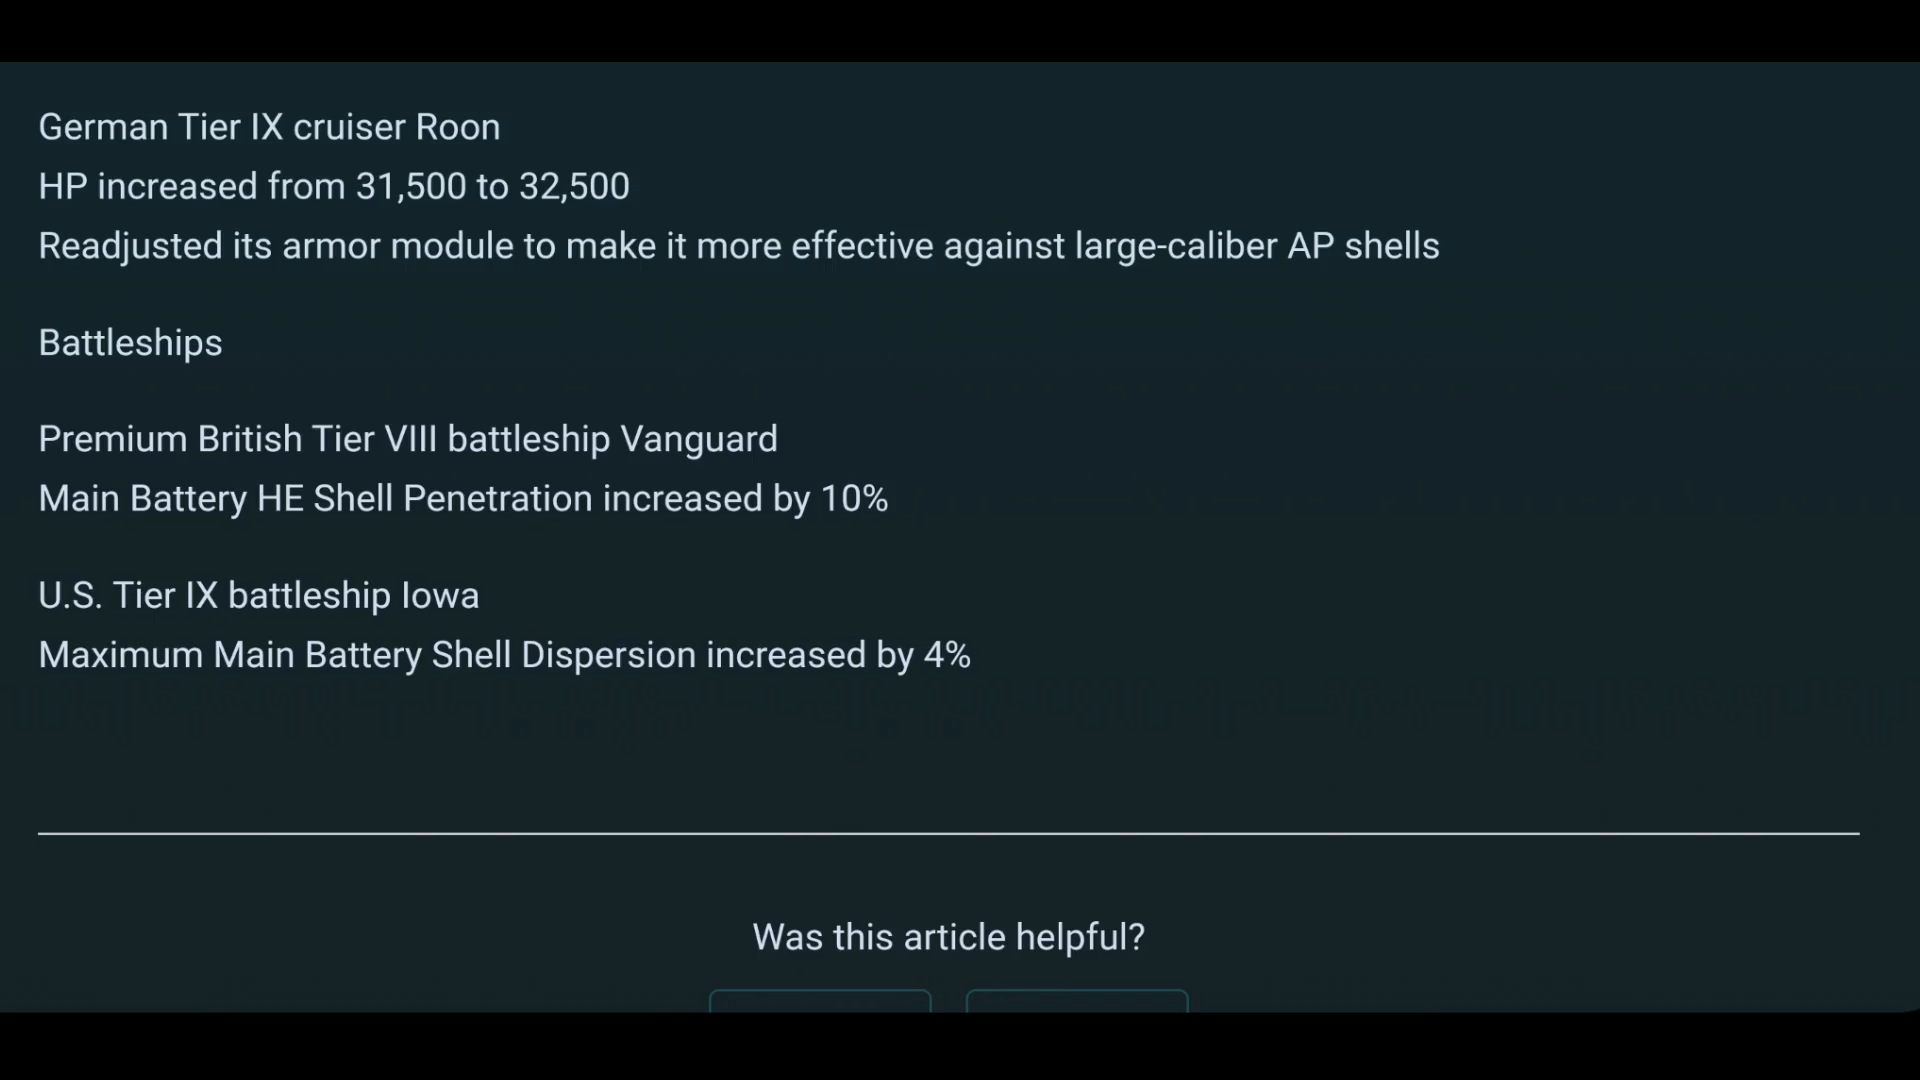 German Tier IX cruiser Roon
HP increased from 31,500 to 32,500
Readjusted its armor module to make it more effective against large-caliber AP shells
Battleships
Premium British Tier VIII battleship Vanguard
Main Battery HE Shell Penetration increased by 10%
U.S. Tier IX battleship Iowa
Maximum Main Battery Shell Dispersion increased by 4%
Was this article helpful?